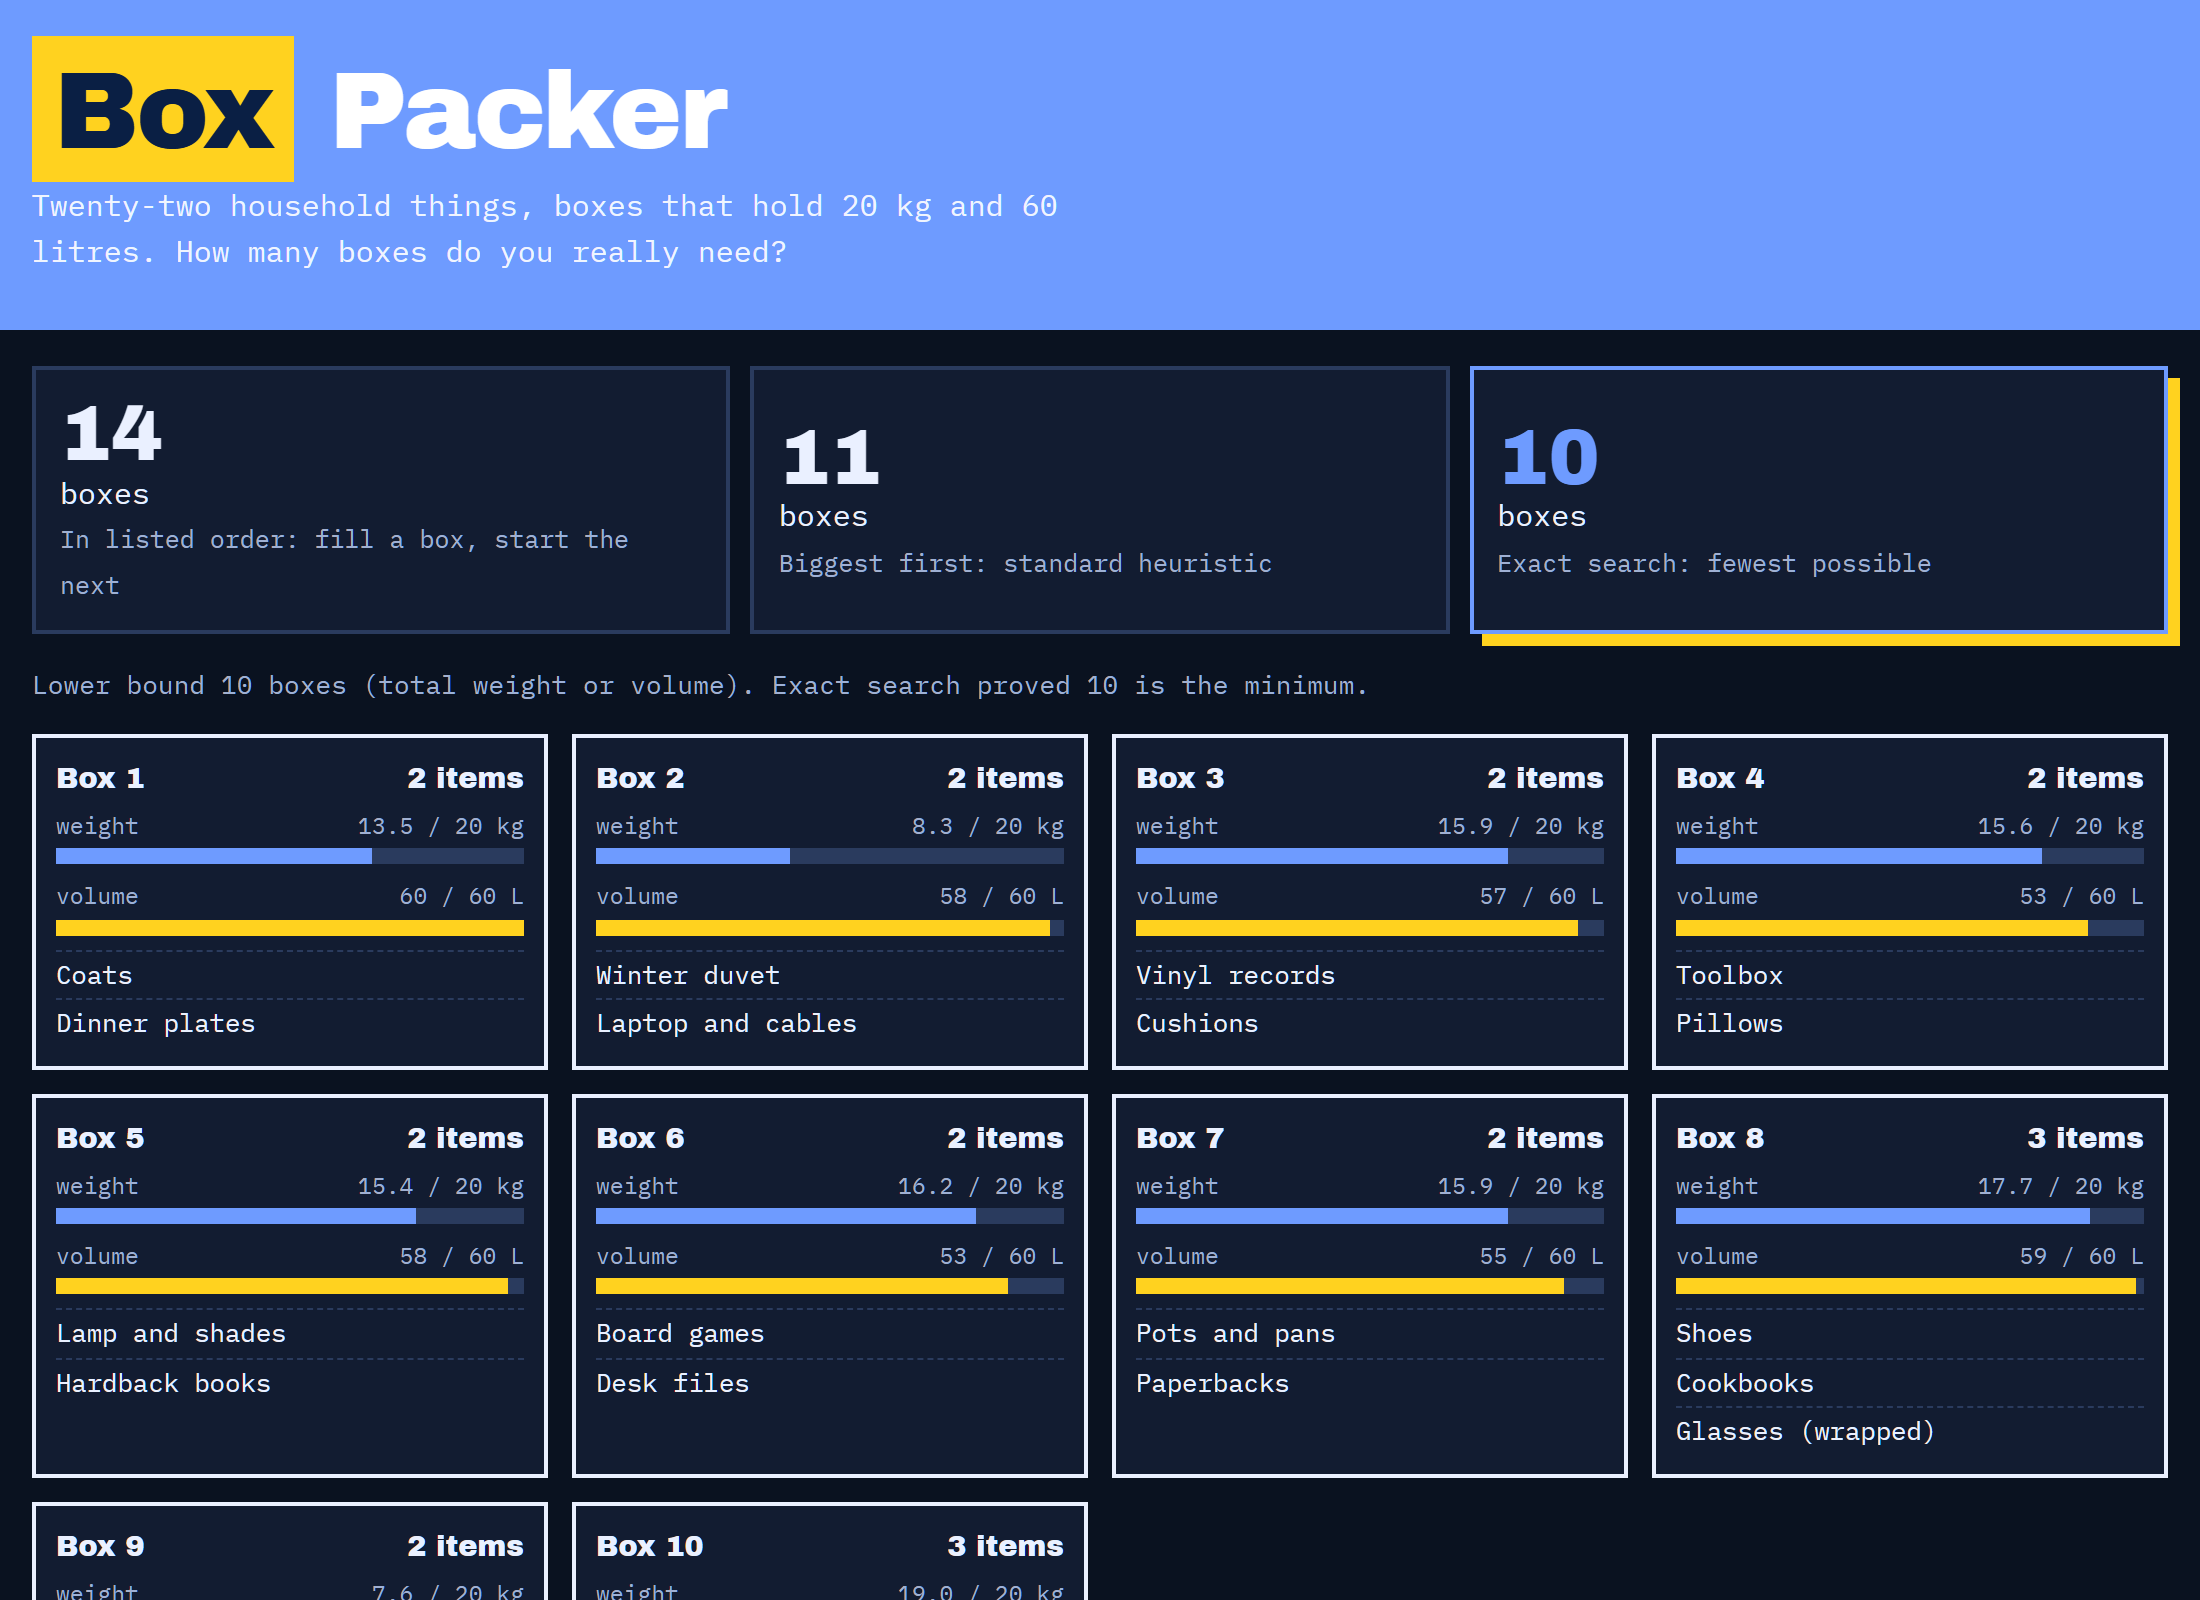 Box Packer
Twenty-two household things, boxes that hold 20 kg and 60
litres. How many boxes do you really need?
14
boxes
In listed order: fill a box, start the
next
11
boxes
Biggest first: standard heuristic
10
boxes
Exact search: fewest possible
Lower bound 10 boxes (total weight or volume). Exact search proved 10 is the minimum.
Box 1 2 items
weight 13.5 / 20 kg
volume 60 / 60 L
Coats
Dinner plates
Box 2 2 items
weight 8.3 / 20 kg
volume 58 / 60 L
Winter duvet
Laptop and cables
Box 3 2 items
weight 15.9 / 20 kg
volume 57 / 60 L
Vinyl records
Cushions
Box 4 2 items
weight 15.6 / 20 kg
volume 53 / 60 L
Toolbox
Pillows
Box 5 2 items
weight 15.4 / 20 kg
volume 58 / 60 L
Lamp and shades
Hardback books
Box 6 2 items
weight 16.2 / 20 kg
volume 53 / 60 L
Board games
Desk files
Box 7 2 items
weight 15.9 / 20 kg
volume 55 / 60 L
Pots and pans
Paperbacks
Box 8 3 items
weight 17.7 / 20 kg
volume 59 / 60 L
Shoes
Cookbooks
Glasses (wrapped)
Box 9 2 items
weight 7.6 / 20 kg
Box 10 3 items
weight 19.0 / 20 kg